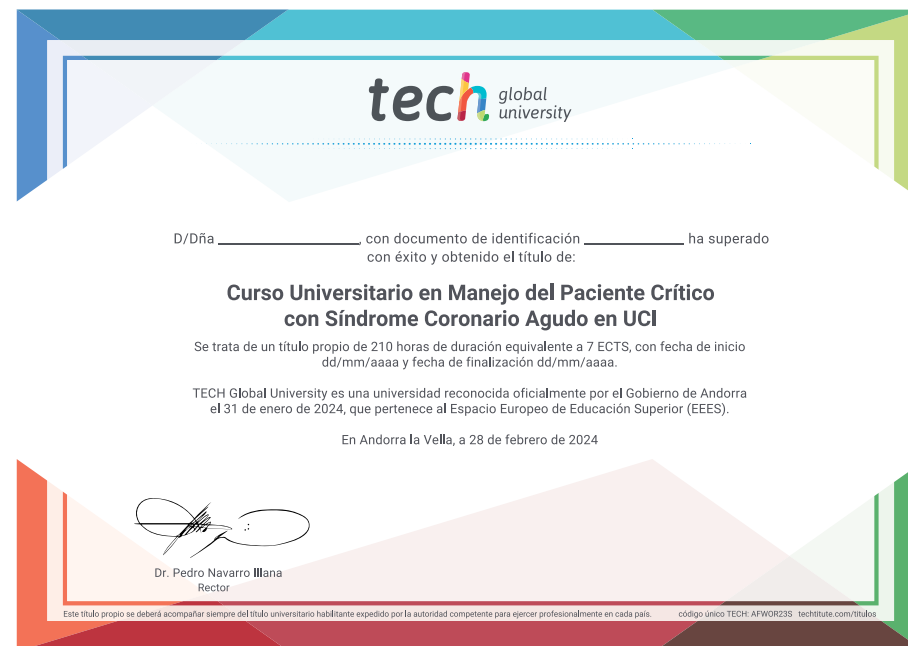 tech global university
D/Dña ______________, con documento de identificación __________ ha superado
con éxito y obtenido el título de:
Curso Universitario en Manejo del Paciente Crítico
con Síndrome Coronario Agudo en UCI
Se trata de un título propio de 210 horas de duración equivalente a 7 ECTS, con fecha de inicio
dd/mm/aaaa y fecha de finalización dd/mm/aaaa.
TECH Global University es una universidad reconocida oficialmente por el Gobierno de Andorra
el 31 de enero de 2024, que pertenece al Espacio Europeo de Educación Superior (EEES).
En Andorra la Vella, a 28 de febrero de 2024
Dr. Pedro Navarro Illana
Rector
Este título propio se deberá acompañar siempre del título universitario habilitante expedido por la autoridad competente para ejercer profesionalmente en cada país. código único TECH: AFWOR23S techtitute.com/titulos